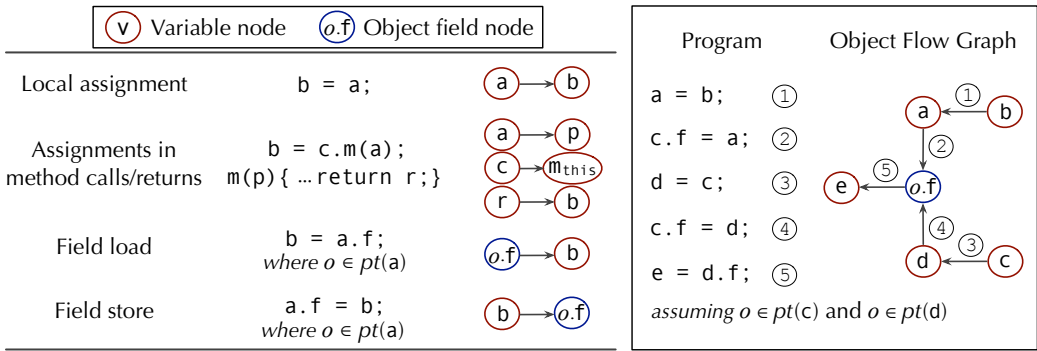 v Variable node o.f Object field node
Local assignment b = a; a b
Assignments in method calls/returns b = c.m(a); m(p){ …return r;} a p c m_this r b
Field load b = a.f; where o ∈ pt(a) o.f b
Field store a.f = b; where o ∈ pt(a) b o.f
Program Object Flow Graph
a = b; 1
c.f = a; 2
d = c; 3
c.f = d; 4
e = d.f; 5
a 1 b
2
e 5 o.f
4
d 3 c
assuming o ∈ pt(c) and o ∈ pt(d)